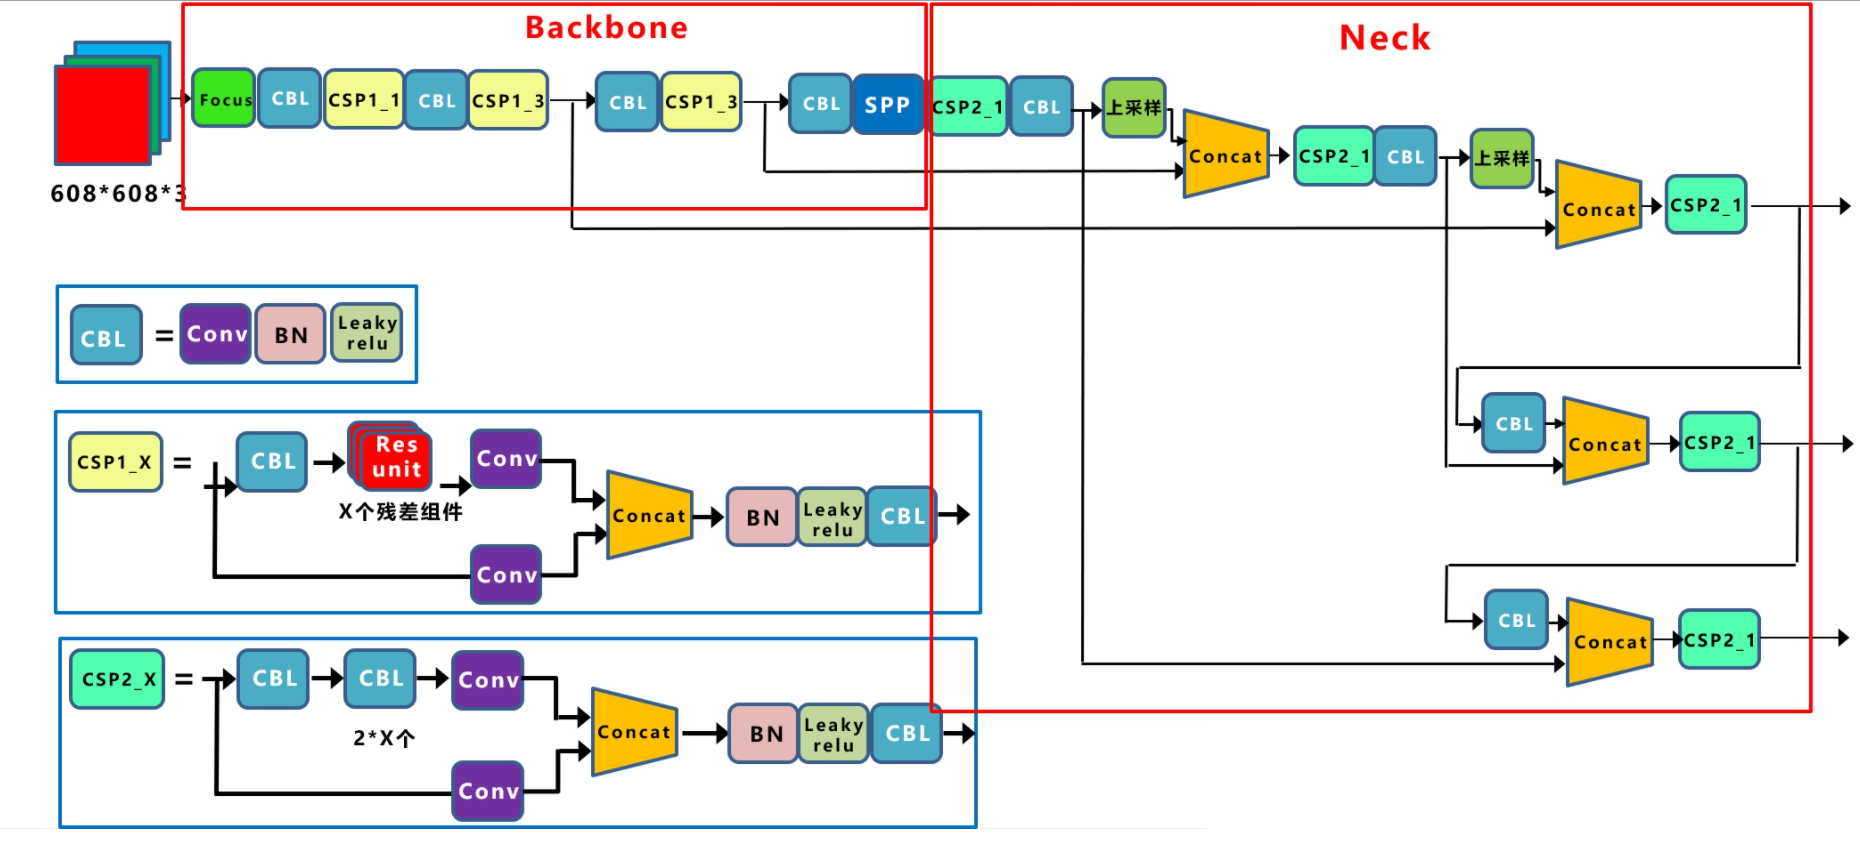 Backbone
Neck
Focus
CBL
CSP1_1
CBL
CSP1_3
CBL
CSP1_3
CBL
SPP
CSP2_1
CBL
上采样
Concat
CSP2_1
CBL
上采样
Concat
CSP2_1
608*608*3
CBL
=
Conv
BN
Leaky
relu
CBL
Concat
CSP2_1
CSP1_X
=
CBL
Res
unit
X个残差组件
Conv
Conv
Concat
BN
Leaky
relu
CBL
CBL
Concat
CSP2_1
CSP2_X
=
CBL
CBL
2*X个
Conv
Conv
Concat
BN
Leaky
relu
CBL